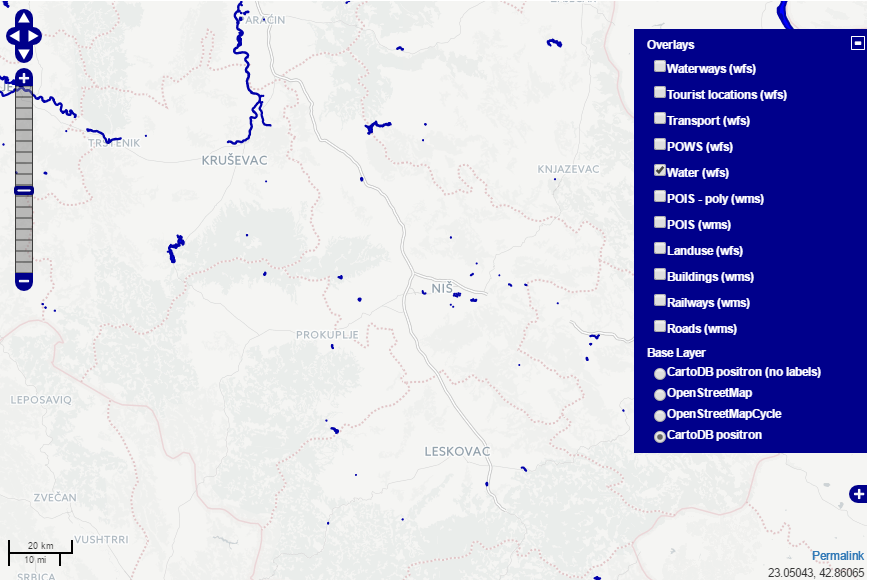 ARAĆIN
TRSTENIK
KRUŠEVAC
KNJAZEVAC
NIŠ
PROKUPLJE
LEPOSAVIQ
LESKOVAC
ZVEČAN
VUSHTRRI
SRBICA
20 km
10 mi
Overlays
Waterways (wfs)
Tourist locations (wfs)
Transport (wfs)
POWS (wfs)
Water (wfs)
POIS - poly (wms)
POIS (wms)
Landuse (wfs)
Buildings (wms)
Railways (wms)
Roads (wms)
Base Layer
CartoDB positron (no labels)
OpenStreetMap
OpenStreetMapCycle
CartoDB positron
Permalink
23.05043, 42.86065